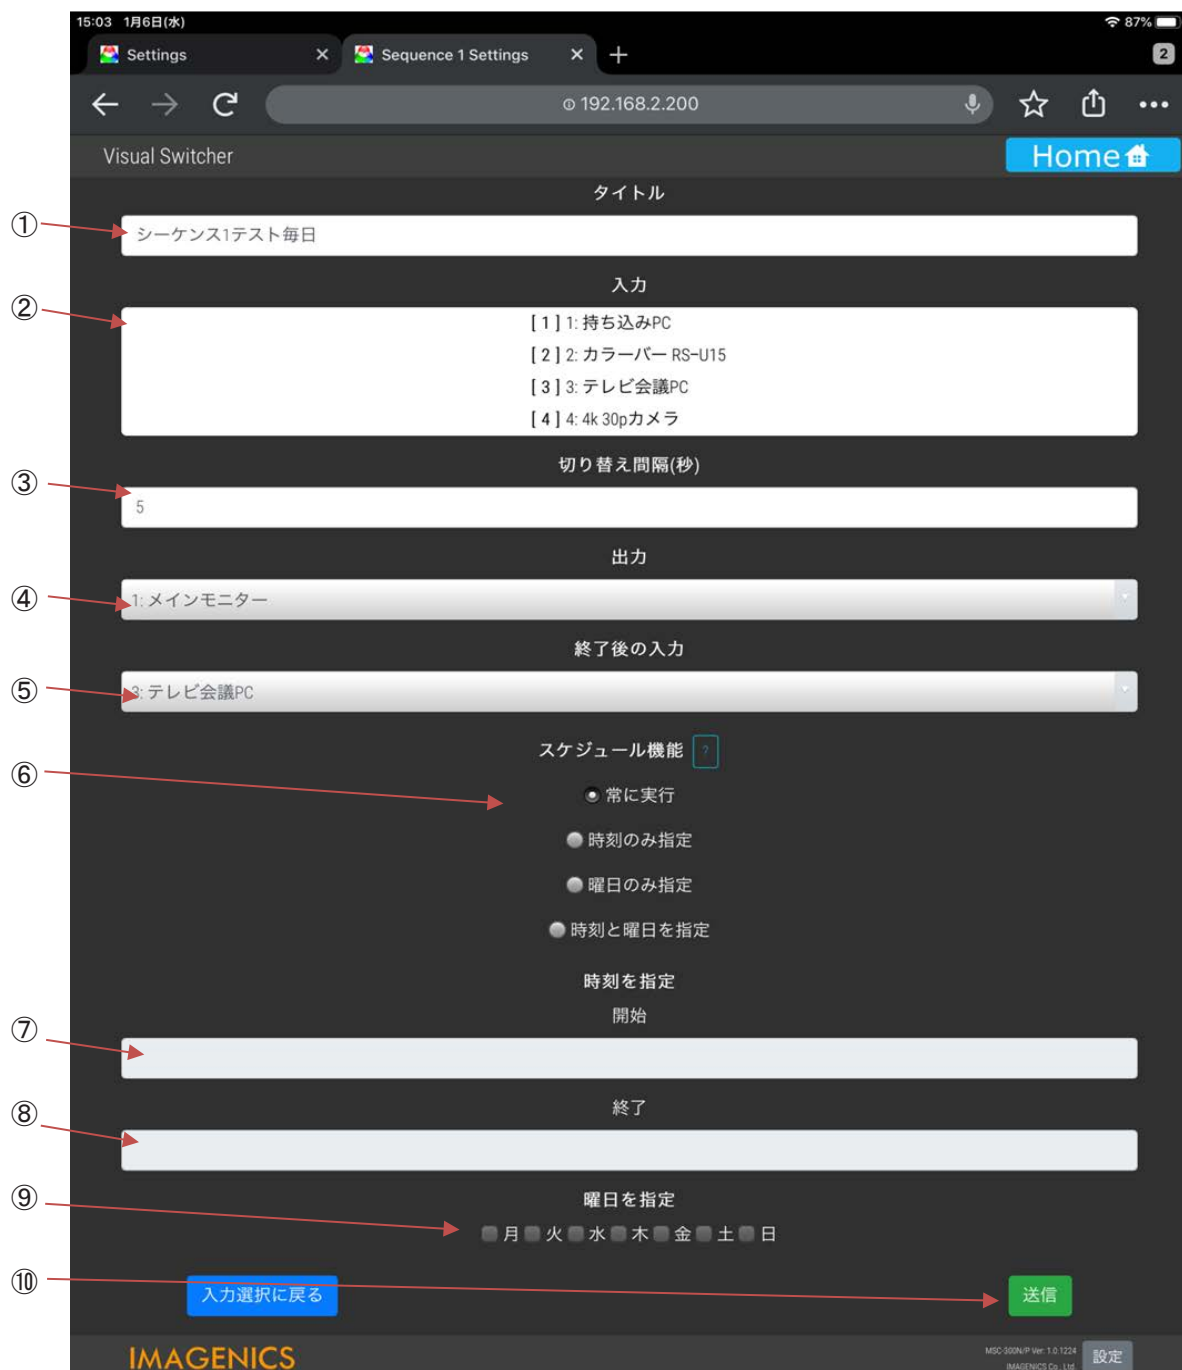 15:03 1月6日(水)
87%
Settings
Sequence 1 Settings
2
192.168.2.200
Visual Switcher
Home
タイトル
① シーケンス1テスト毎日
入力
②
[ 1 ] 1: 持ち込みPC
[ 2 ] 2: カラーバー RS-U15
[ 3 ] 3: テレビ会議PC
[ 4 ] 4: 4k 30pカメラ
切り替え間隔(秒)
③
5
出力
④ 1: メインモニター
終了後の入力
⑤ 3: テレビ会議PC
スケジュール機能 ?
⑥
常に実行
時刻のみ指定
曜日のみ指定
時刻と曜日を指定
時刻を指定
開始
⑦
終了
⑧
⑨ 曜日を指定
月 火 水 木 金 土 日
⑩
入力選択に戻る 送信
IMAGENICS
MSC-300N/P Ver: 1.0.1224
IMAGENICS Co., Ltd.
設定